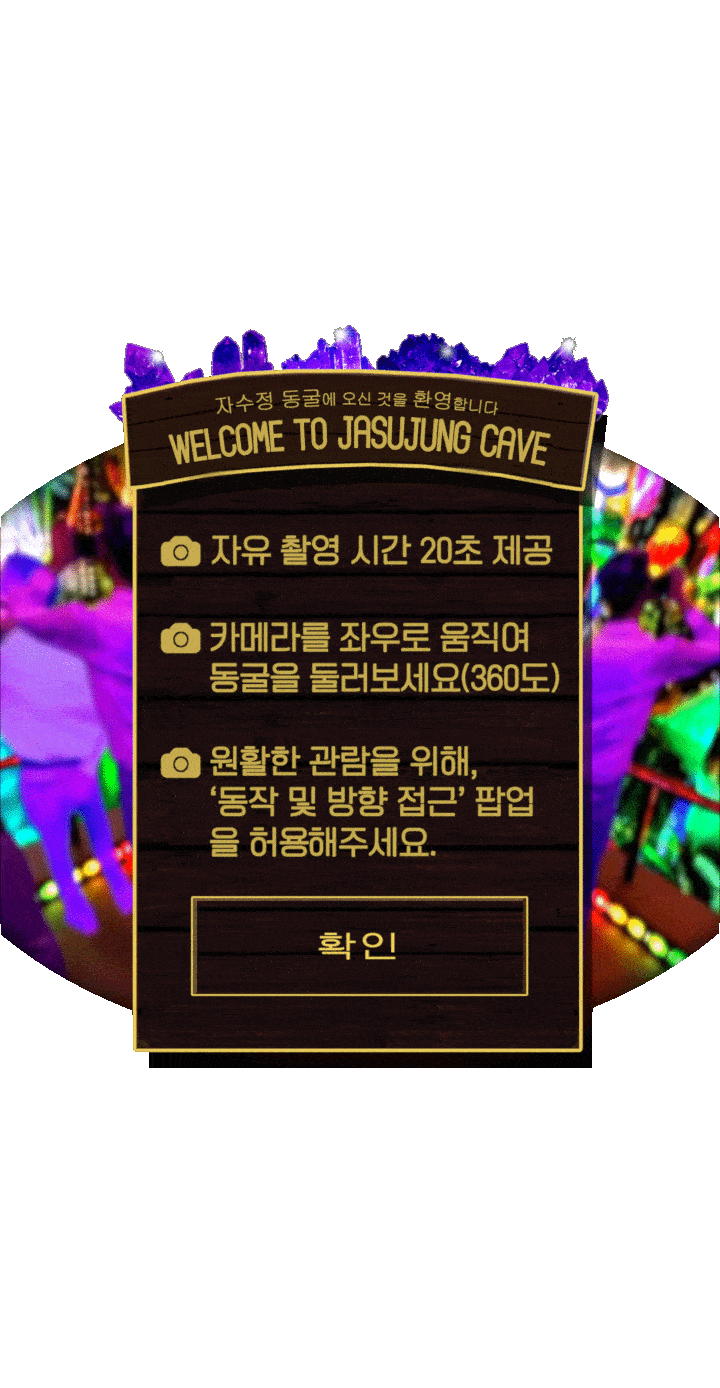 자수정 동굴에 오신 것을 환영합니다
WELCOME TO JASUJUNG CAVE
자유 촬영 시간 20초 제공
카메라를 좌우로 움직여
동굴을 둘러보세요(360도)
원활한 관람을 위해,
‘동작 및 방향 접근’ 팝업
을 허용해주세요.
확인